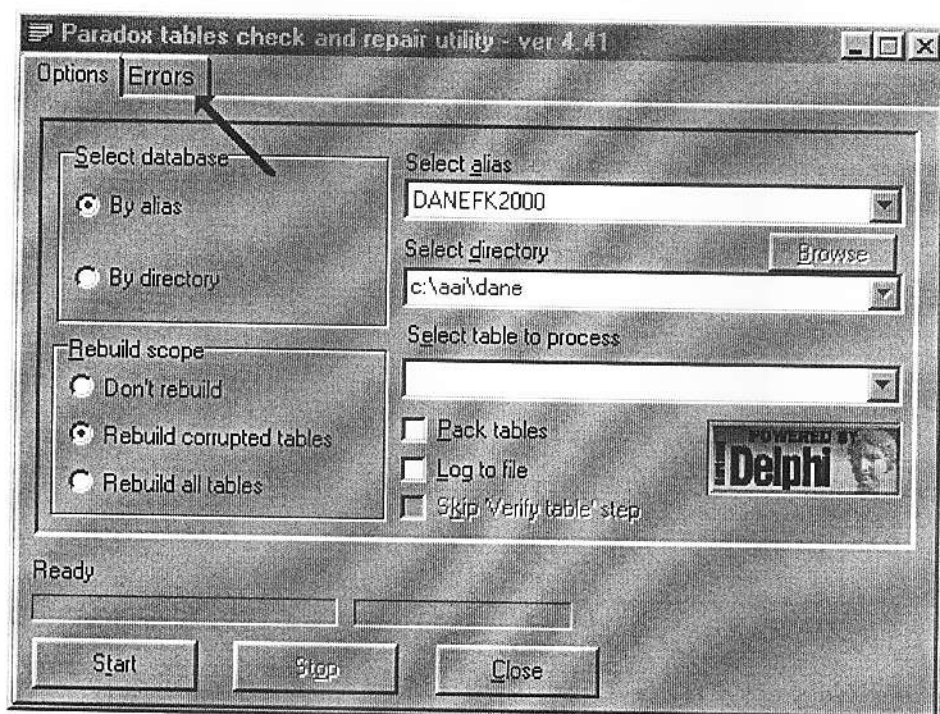 Paradox tables check and repair utility - ver 4.41
Options Errors
Select database
By alias
By directory
Select alias
DANEFK2000
Select directory
Browse
c:\aai\dane
Select table to process
Rebuild scope
Don't rebuild
Rebuild corrupted tables
Rebuild all tables
Pack tables
Log to file
Skip 'Verify table' step
POWERED BY
Delphi
Ready
Start
Stop
Close